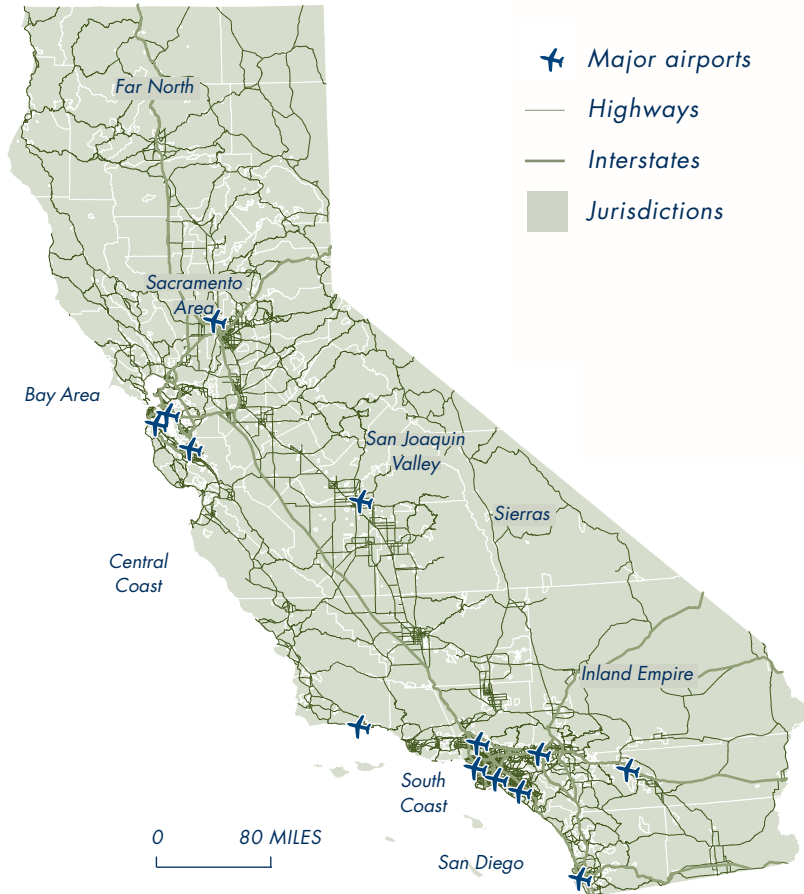 Major airports
Highways
Interstates
Jurisdictions
Far North
Sacramento
Area
Bay Area
San Joaquin
Valley
Sierras
Central
Coast
Inland Empire
South
Coast
0 80 MILES
San Diego